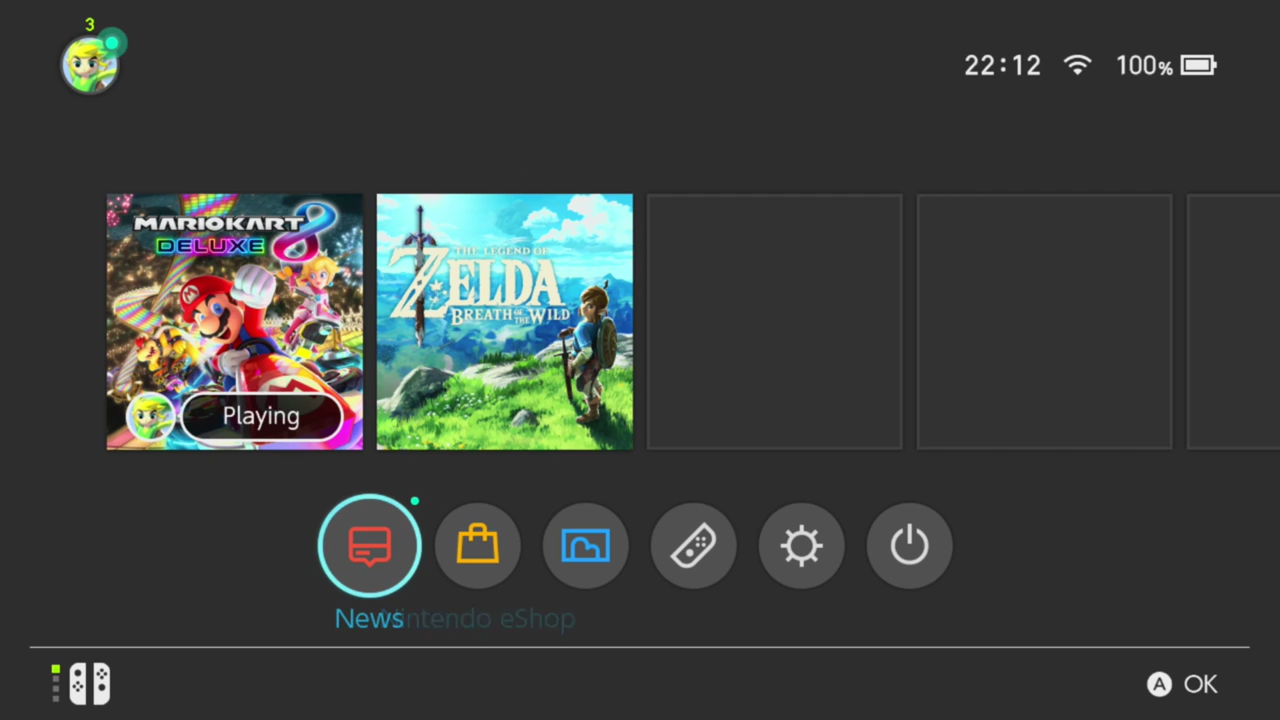 3
22:12 100%
MARIOKART 8
DELUXE
THE LEGEND OF
ZELDA
BREATH OF THE WILD
Playing
News
Nintendo eShop
A OK